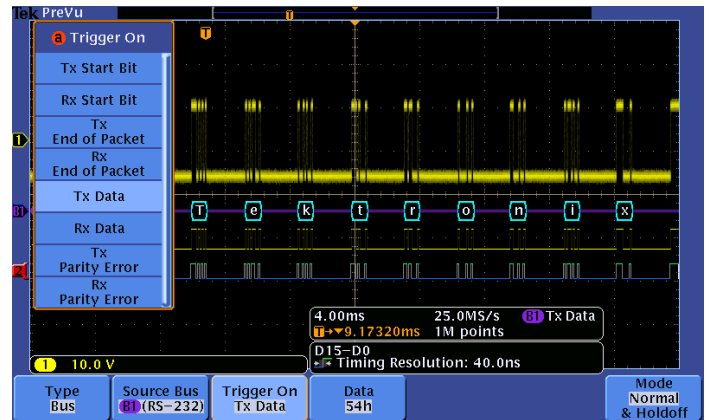 Tek PreVu
T
a Trigger On
T
Tx Start Bit
Rx Start Bit
Tx
End of Packet
Rx
End of Packet
Tx Data
Rx Data
Tx
Parity Error
Rx
Parity Error
1
B1
2
T e k t r o n i x
4.00ms 25.0MS/s B1 Tx Data
T→▼9.17320ms 1M points
D15-D0
Timing Resolution: 40.0ns
1 10.0 V
Type
Bus
Source Bus
B1 (RS-232)
Trigger On
Tx Data
Data
54h
Mode
Normal
& Holdoff